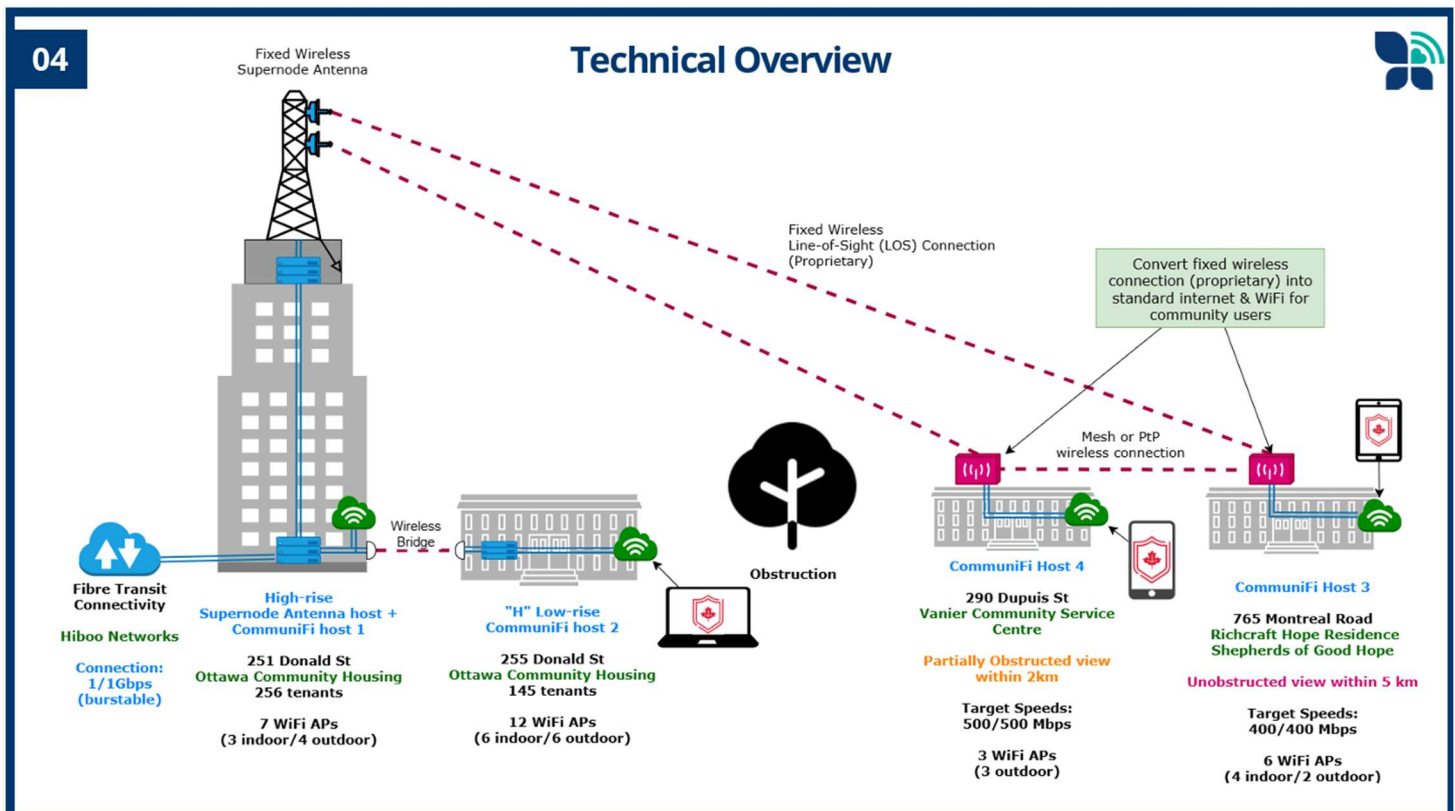 04
Technical Overview
Fixed Wireless
Supernode Antenna
Fixed Wireless
Line-of-Sight (LOS) Connection
(Proprietary)
Convert fixed wireless
connection (proprietary) into
standard internet & WiFi for
community users
Mesh or PtP
wireless connection
Wireless
Bridge
Obstruction
Fibre Transit
Connectivity
Hiboo Networks
Connection:
1/1Gbps
(burstable)
High-rise
Supernode Antenna host +
CommuniFi host 1
251 Donald St
Ottawa Community Housing
256 tenants
7 WiFi APs
(3 indoor/4 outdoor)
"H" Low-rise
CommuniFi host 2
255 Donald St
Ottawa Community Housing
145 tenants
12 WiFi APs
(6 indoor/6 outdoor)
CommuniFi Host 4
290 Dupuis St
Vanier Community Service
Centre
Partially Obstructed view
within 2km
Target Speeds:
500/500 Mbps
3 WiFi APs
(3 outdoor)
CommuniFi Host 3
765 Montreal Road
Richcraft Hope Residence
Shepherds of Good Hope
Unobstructed view within 5 km
Target Speeds:
400/400 Mbps
6 WiFi APs
(4 indoor/2 outdoor)